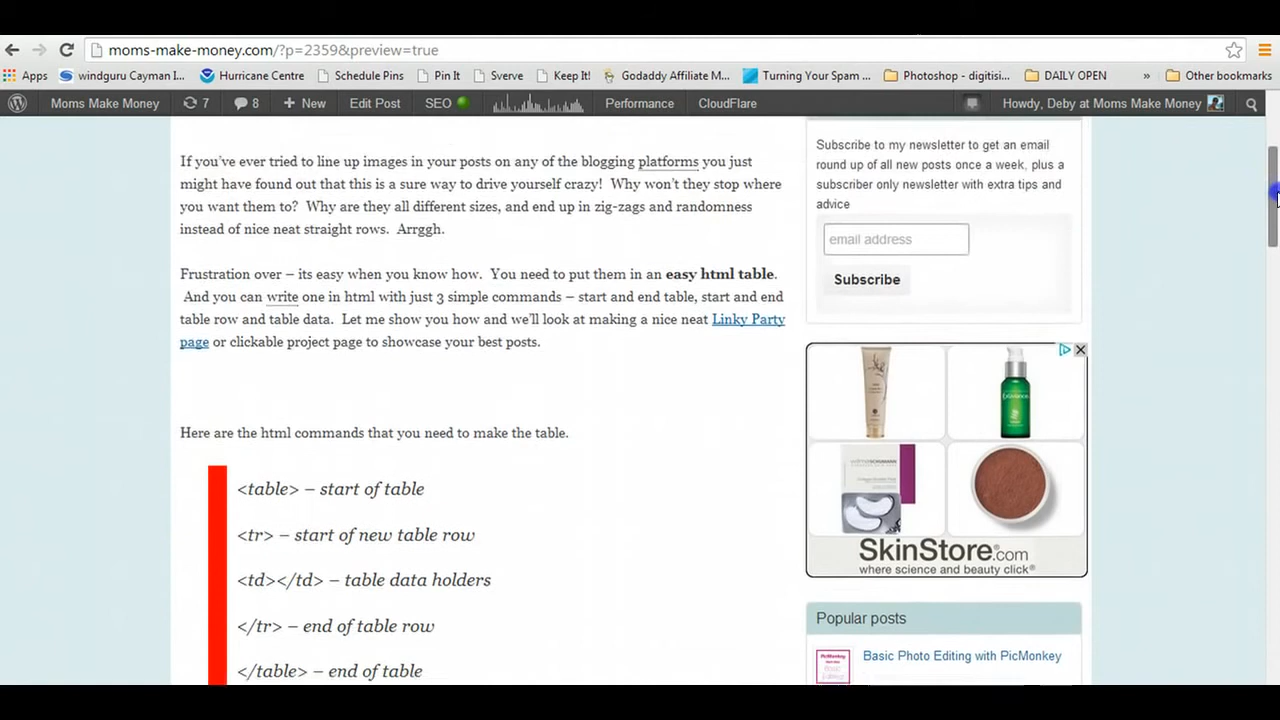 moms-make-money.com/?p=2359&preview=true
Apps windguru Cayman I... Hurricane Centre Schedule Pins Pin It Sverve Keep It! Godaddy Affiliate M... Turning Your Spam ... Photoshop - digitisi... DAILY OPEN » Other bookmarks
Moms Make Money 7 8 + New Edit Post SEO Performance CloudFlare Howdy, Deby at Moms Make Money
If you've ever tried to line up images in your posts on any of the blogging platforms you just
might have found out that this is a sure way to drive yourself crazy!  Why won't they stop where
you want them to?  Why are they all different sizes, and end up in zig-zags and randomness
instead of nice neat straight rows.  Arrggh.
Frustration over – its easy when you know how.  You need to put them in an easy html table.
And you can write one in html with just 3 simple commands – start and end table, start and end
table row and table data.  Let me show you how and we'll look at making a nice neat Linky Party
page or clickable project page to showcase your best posts.
Here are the html commands that you need to make the table.
<table> – start of table
<tr> – start of new table row
<td></td> – table data holders
</tr> – end of table row
</table> – end of table
Subscribe to my newsletter to get an email
round up of all new posts once a week, plus a
subscriber only newsletter with extra tips and
advice
email address
Subscribe
SkinStore.com
where science and beauty click®
Popular posts
Basic Photo Editing with PicMonkey